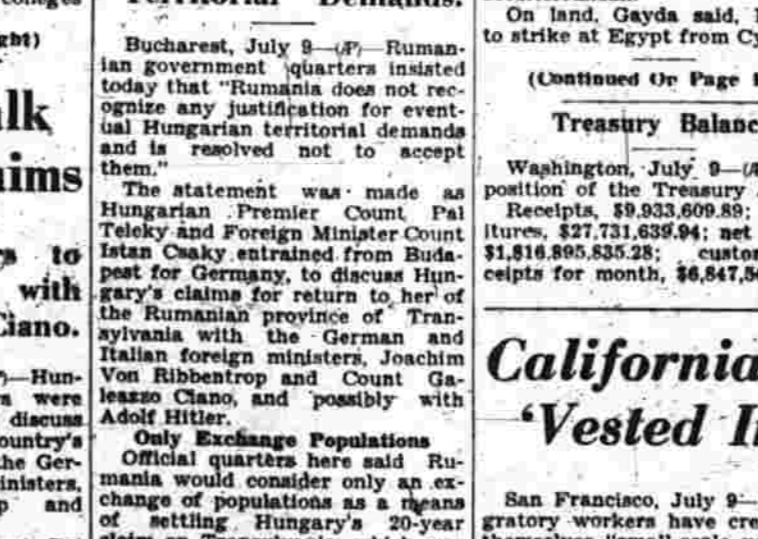 ght)
alk
aims
rs to
with
Ciano.
Hun-
were
discuss
country's
the Ger-
ministers,
and
Territorial Demands.
Bucharest, July 9—(AP)—Ruman-
ian government quarters insisted
today that "Rumania does not rec-
ognize any justification for event-
ual Hungarian territorial demands
and is resolved not to accept
them."
The statement was made as
Hungarian Premier Count Pal
Teleky and Foreign Minister Count
Istan Csaky entrained from Buda-
pest for Germany, to discuss Hun-
gary's claims for return to her of
the Rumanian province of Tran-
sylvania with the German and
Italian foreign ministers, Joachim
Von Ribbentrop and Count Ga-
leazzo Ciano, and possibly with
Adolf Hitler.
Only Exchange Populations
Official quarters here said Ru-
mania would consider only an ex-
change of populations as a means
of settling Hungary's 20-year
On land, Gayda said,
to strike at Egypt from Cy
(Continued On Page
Treasury Balanc
Washington, July 9—(A
position of the Treasury
Receipts, $9,933,609.89;
itures, $27,731,639.94; net
$1,816,895,835.28; custom
ceipts for month, $6,847,5
California
'Vested I
San Francisco, July 9—
gratory workers have cre